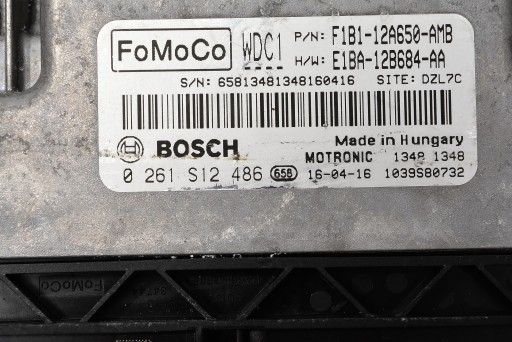 FoMoCo WDC1 P/N: F1B1-12A650-AMB
H/W: E1BA-12B684-AA
S/N: 65813481348160416 SITE: DZL7C
BOSCH Made in Hungary
MOTRONIC 1348 1348
0 261 S12 486 658 16-04-16 1039S80732
FoMoCo